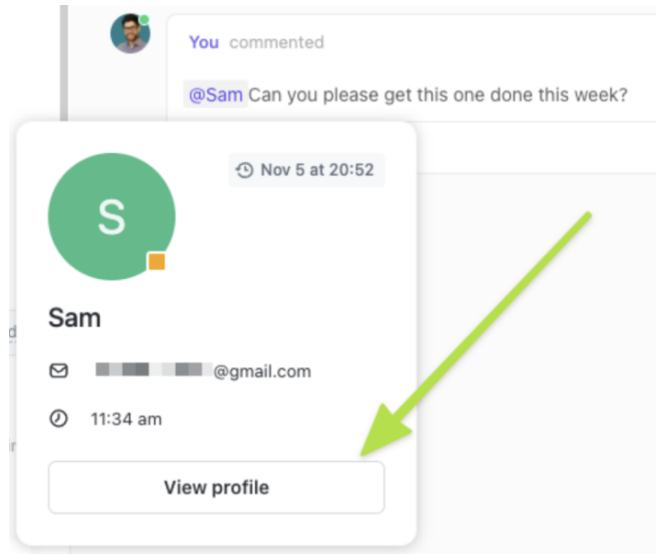 You commented
@Sam Can you please get this one done this week?
Nov 5 at 20:52
S
Sam
@gmail.com
11:34 am
View profile